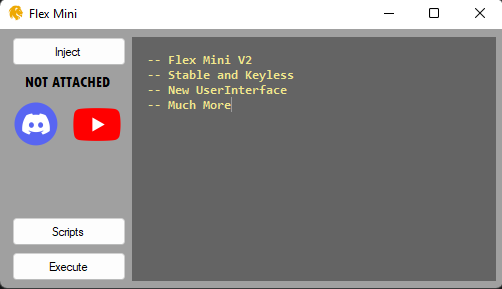 Flex Mini
Inject
NOT ATTACHED
-- Flex Mini V2
-- Stable and Keyless
-- New UserInterface
-- Much More
Scripts
Execute